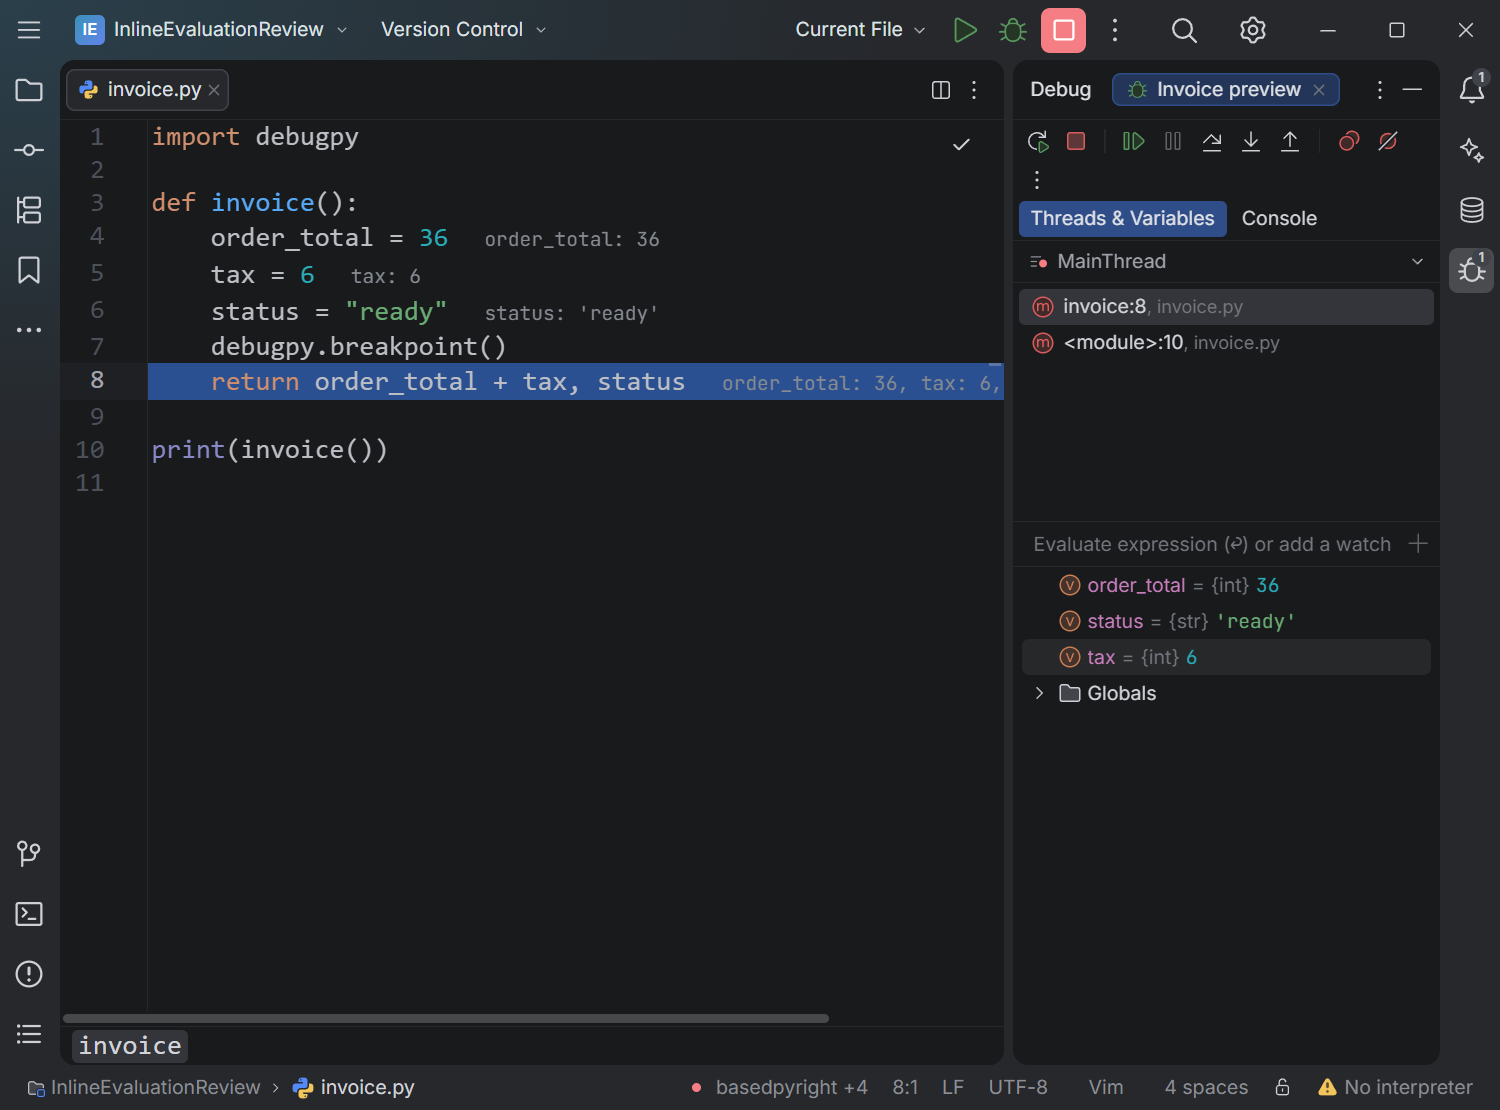 IE InlineEvaluationReview Version Control Current File
invoice.py
Debug Invoice preview 1
1 import debugpy
2
3 def invoice():
4 order_total = 36 order_total: 36
5 tax = 6 tax: 6
6 status = "ready" status: 'ready'
7 debugpy.breakpoint()
8 return order_total + tax, status order_total: 36, tax: 6,
9
10 print(invoice())
11
Threads & Variables Console
MainThread
1
m invoice:8, invoice.py
m <module>:10, invoice.py
Evaluate expression (⏎) or add a watch
V order_total = {int} 36
V status = {str} 'ready'
V tax = {int} 6
Globals
invoice
InlineEvaluationReview › invoice.py basedpyright +4 8:1 LF UTF-8 Vim 4 spaces No interpreter